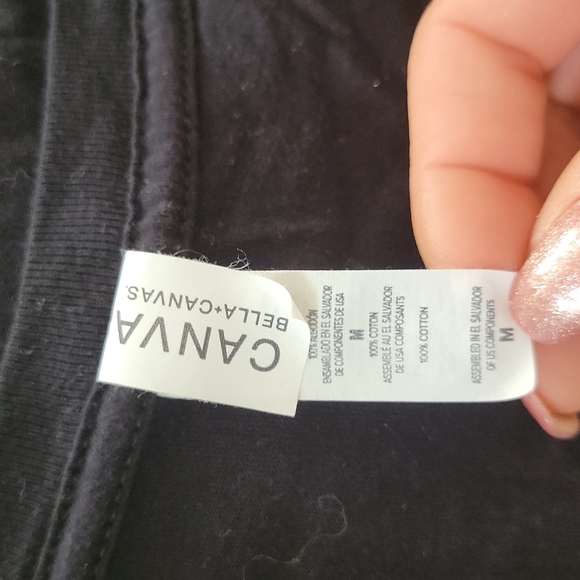 CANVA
BELLA+CANVAS.
100% ALGODÓN
ENSAMBLADO EN EL SALVADOR
DE COMPONENTES DE USA
M
100% COTON
ASSEMBLÉ AU EL SALVADOR
DE USA COMPOSANTS
100% COTTON
ASSEMBLED IN EL SALVADOR
OF US COMPONENTS
M